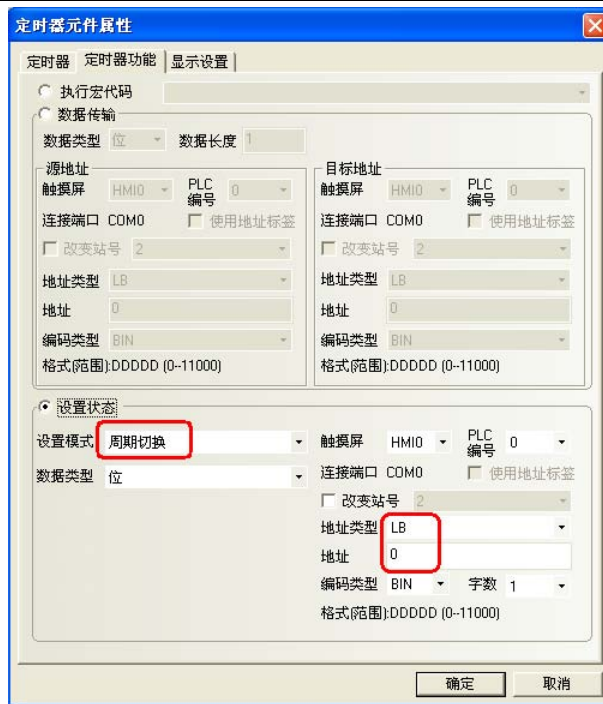 定时器元件属性
定时器 定时器功能 显示设置
执行宏代码
数据传输
数据类型 位 数据长度 1
源地址
触摸屏 HMI0 PLC编号 0
连接端口 COM0 使用地址标签
改变站号 2
地址类型 LB
地址 0
编码类型 BIN
格式(范围):DDDDD (0--11000)
目标地址
触摸屏 HMI0 PLC编号 0
连接端口 COM0 使用地址标签
改变站号 2
地址类型 LB
地址 0
编码类型 BIN
格式(范围):DDDDD (0--11000)
设置状态
设置模式 周期切换
数据类型 位
触摸屏 HMI0 PLC编号 0
连接端口 COM0 使用地址标签
改变站号 2
地址类型 LB
地址 0
编码类型 BIN 字数 1
格式(范围):DDDDD (0--11000)
确定 取消